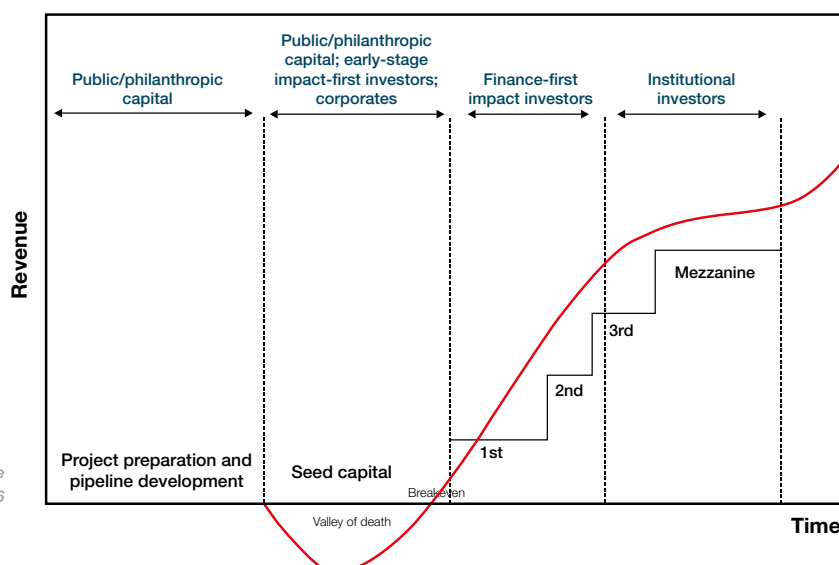 Public/philanthropic
capital
Public/philanthropic
capital; early-stage
impact-first investors;
corporates
Finance-first
impact investors
Institutional
investors
Revenue
Mezzanine
3rd
2nd
1st
Project preparation and
pipeline development
Seed capital
Breakeven
Valley of death
Time